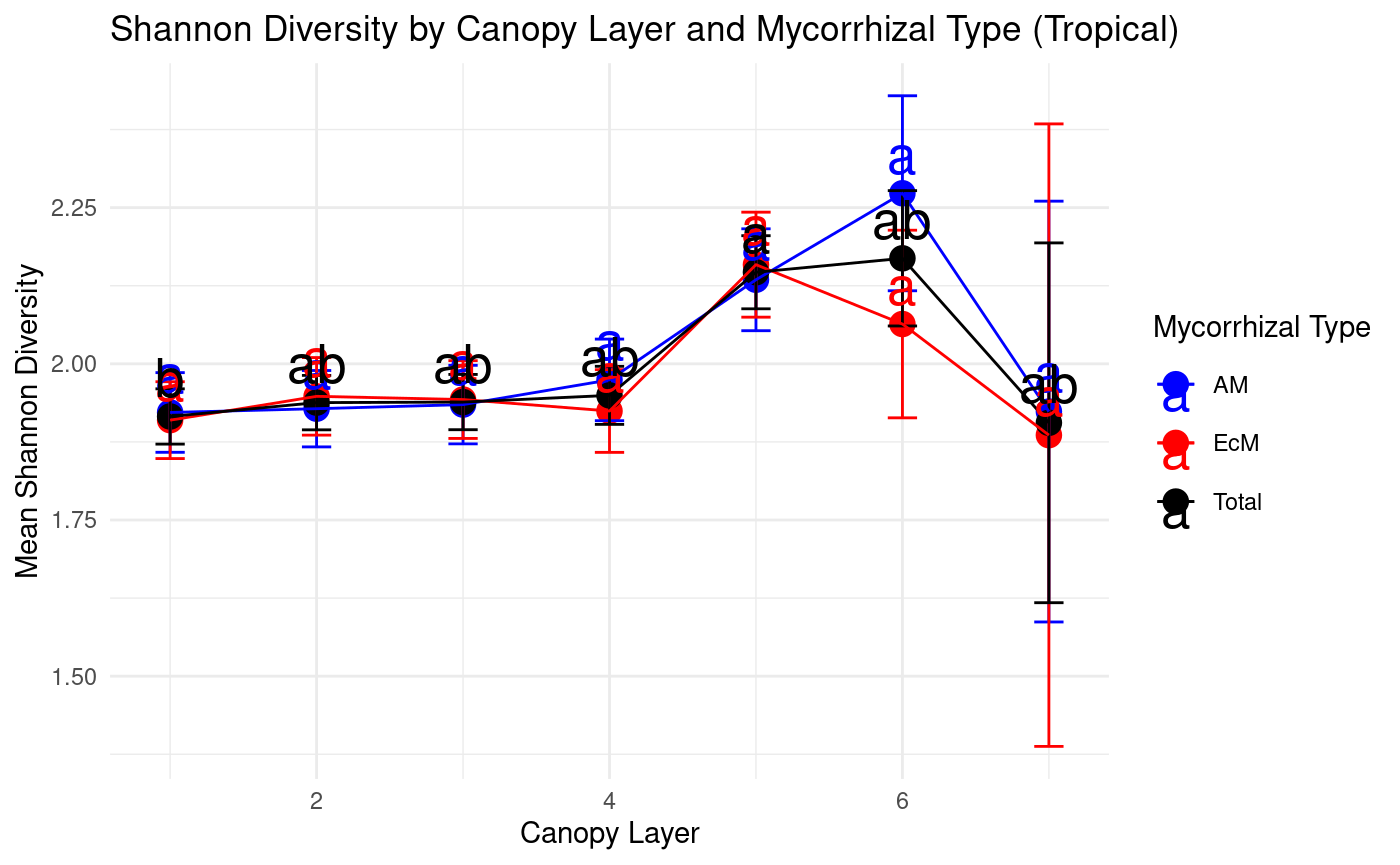 Shannon Diversity by Canopy Layer and Mycorrhizal Type (Tropical)
Mean Shannon Diversity
2.25
2.00
1.75
1.50
b
ab
a
ab
a
ab
a
a
a
ab
a
a
ab
a
2
4
6
Canopy Layer
Mycorrhizal Type
a AM
a EcM
a Total